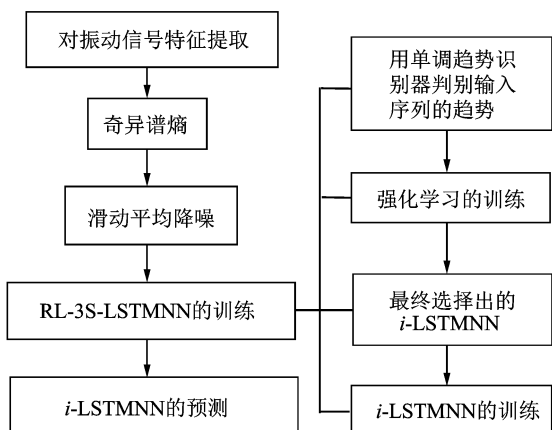 对振动信号特征提取
奇异谱熵
滑动平均降噪
RL-3S-LSTMNN的训练
i-LSTMNN的预测
用单调趋势识
别器判别输入
序列的趋势
强化学习的训练
最终选择出的
i-LSTMNN
i-LSTMNN的训练